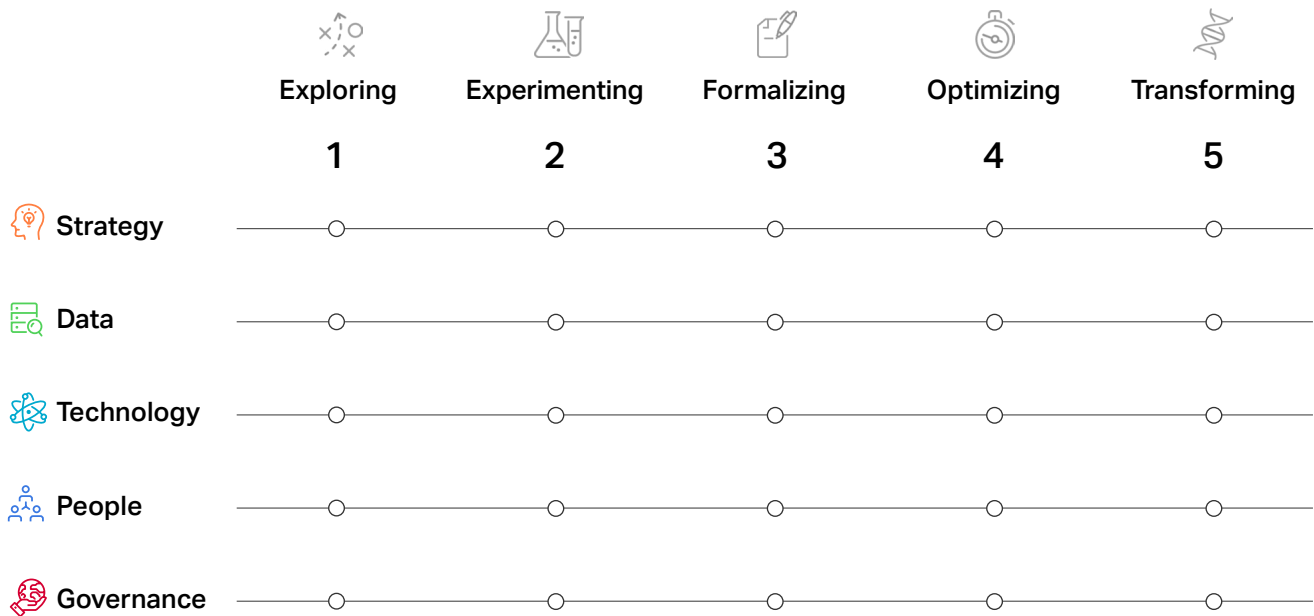 Exploring Experimenting Formalizing Optimizing Transforming
1 2 3 4 5
Strategy
Data
Technology
People
Governance